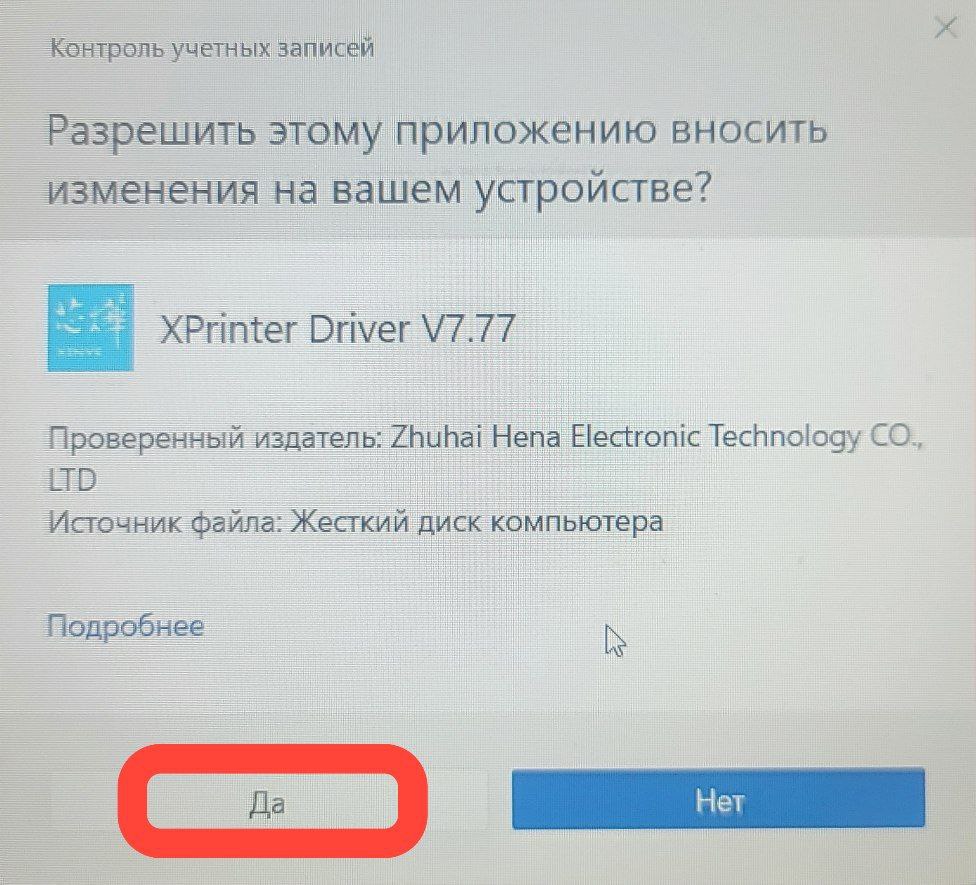 Контроль учетных записей
Разрешить этому приложению вносить
изменения на вашем устройстве?
XPrinter Driver V7.77
Проверенный издатель: Zhuhai Hena Electronic Technology CO.,
LTD
Источник файла: Жесткий диск компьютера
Подробнее
Да
Нет